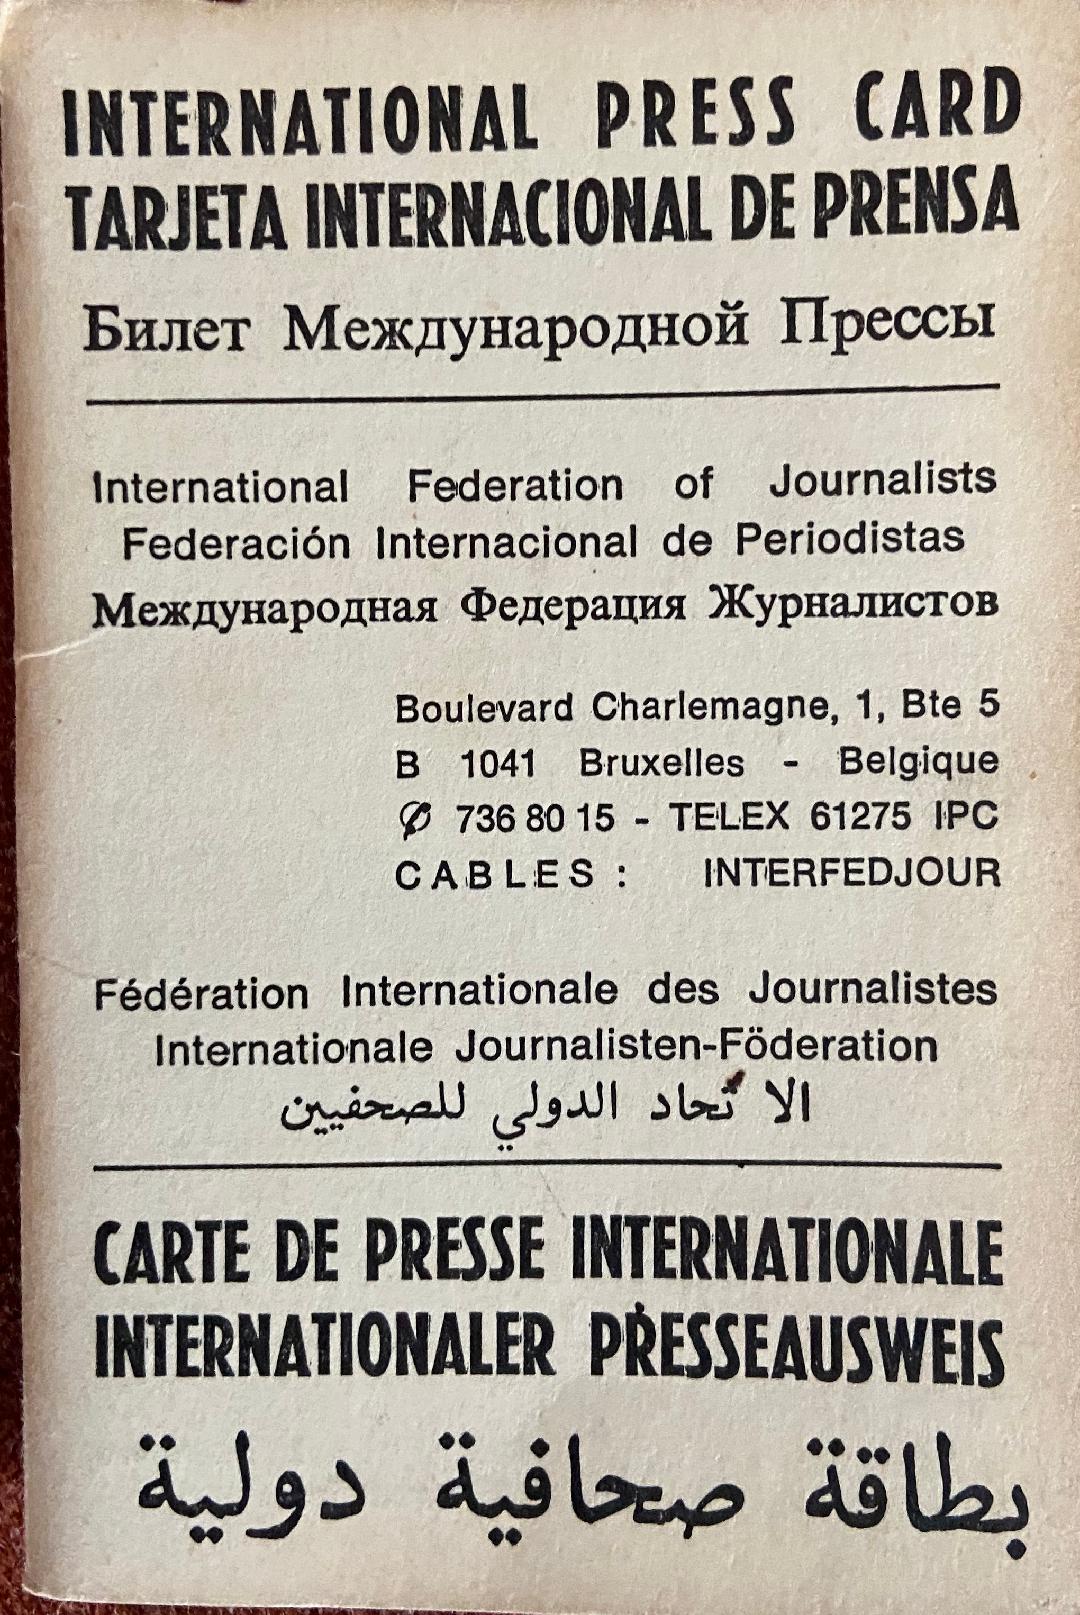 INTERNATIONAL PRESS CARD
TARJETA INTERNACIONAL DE PRENSA
Билет Международной Прессы
International Federation of Journalists
Federación Internacional de Periodistas
Международная Федерация Журналистов
Boulevard Charlemagne, 1, Bte 5
B 1041 Bruxelles - Belgique
✆ 736 80 15 - TELEX 61275 IPC
CABLES : INTERFEDJOUR
Fédération Internationale des Journalistes
Internationale Journalisten-Föderation
الاتحاد الدولي للصحفيين
CARTE DE PRESSE INTERNATIONALE
INTERNATIONALER PRESSEAUSWEIS
بطاقة صحافية دولية